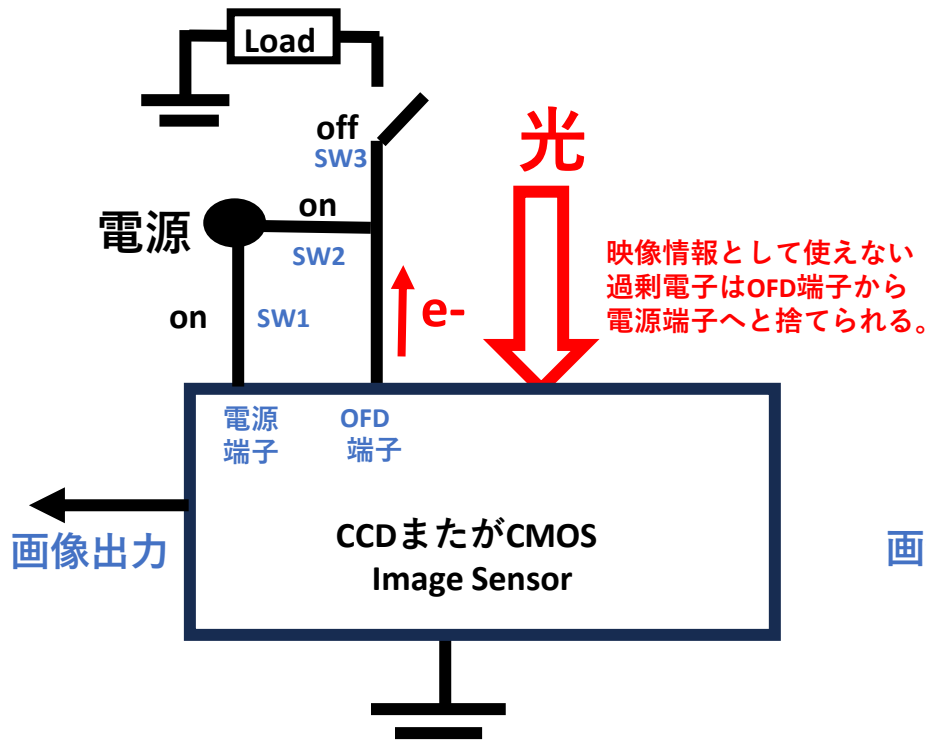 Load
off
SW3
光
電源
on
SW2
映像情報として使えない
過剰電子はOFD端子から
電源端子へと捨てられる。
on
SW1
e-
電源
端子
OFD
端子
画像出力
CCDまたがCMOS
Image Sensor
画